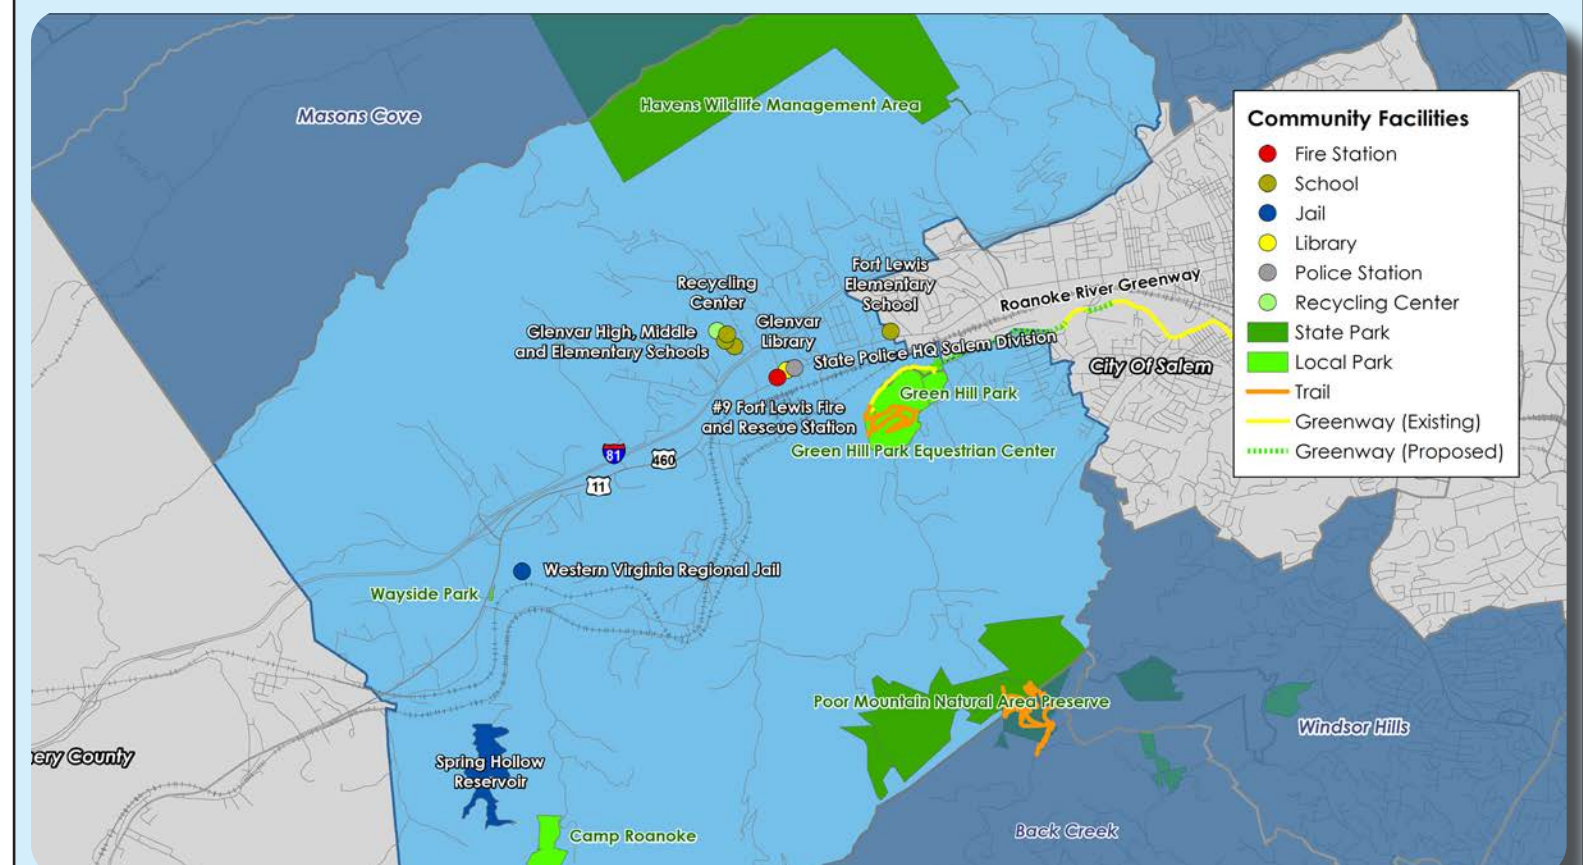 Masons Cove
Havens Wildlife Management Area
Community Facilities
Fire Station
School
Jail
Library
Police Station
Recycling Center
State Park
Local Park
Trail
Greenway (Existing)
Greenway (Proposed)
Fort Lewis
Elementary
School
Recycling
Center
Roanoke River Greenway
Glenvar
Library
Glenvar High, Middle
and Elementary Schools
State Police HQ Salem Division
City Of Salem
Green Hill Park
#9 Fort Lewis Fire
and Rescue Station
Green Hill Park Equestrian Center
81
460
11
Western Virginia Regional Jail
Wayside Park
Poor Mountain Natural Area Preserve
Windsor Hills
ery County
Spring Hollow
Reservoir
Camp Roanoke
Back Creek